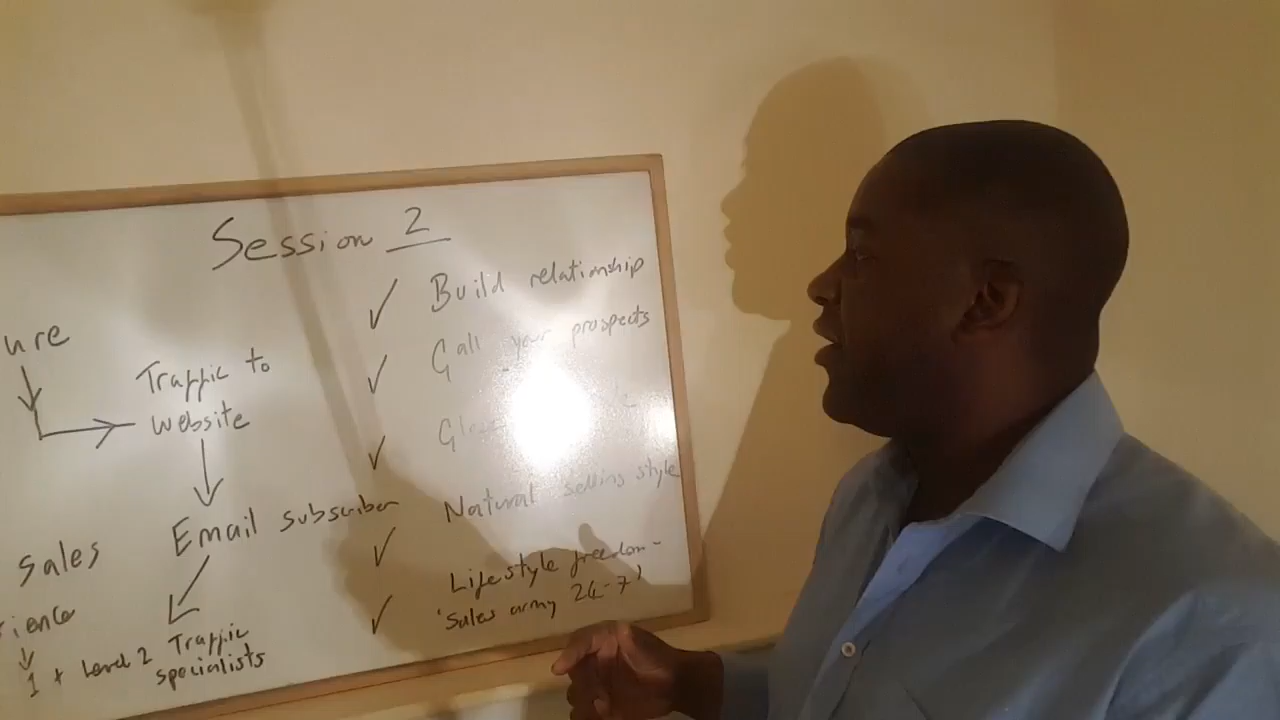 Session 2
ure
Traffic to
website
Email subscriber
Sales
1 + Level 2 Traffic
specialists
✓ Build relationship
✓ Call your prospects
✓
✓ Natural selling style
✓ Lifestyle freedom -
'Sales army 24-7'